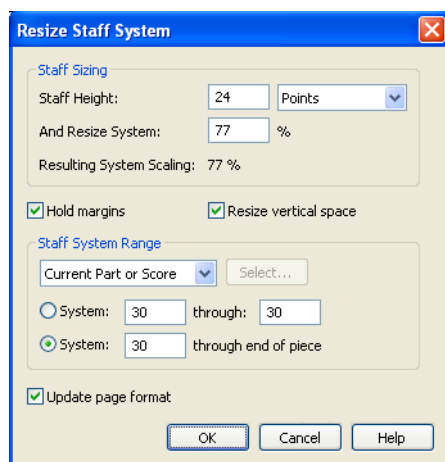 Resize Staff System
Staff Sizing
Staff Height: 24 Points
And Resize System: 77 %
Resulting System Scaling: 77 %
Hold margins Resize vertical space
Staff System Range
Current Part or Score Select...
System: 30 through: 30
System: 30 through end of piece
Update page format
OK Cancel Help